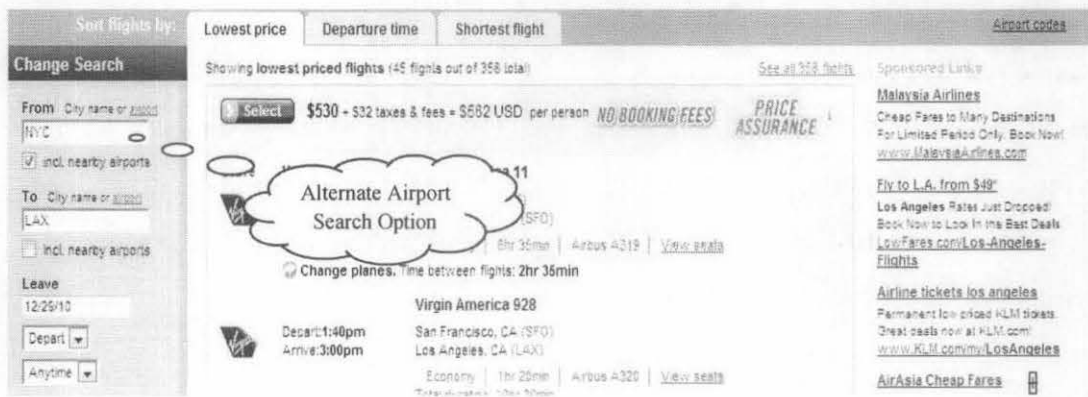 Sort flights by:
Lowest price
Departure time
Shortest flight
Airport codes
Change Search
Showing lowest priced flights (45 flights out of 358 total)
See all 358 flights
Sponsored Links
From City name or airport
NYC
incl. nearby airports
To City name or airport
LAX
Incl. nearby airports
Leave
12/29/10
Depart
Anytime
Select $530 + $32 taxes & fees = $562 USD per person NO BOOKING FEES PRICE ASSURANCE
11
Alternate Airport
Search Option
(SFO)
6hr 35min | Airbus A319 | View seats
Change planes. Time between flights: 2hr 35min
Virgin America 928
Depart:1:40pm San Francisco, CA (SFO)
Arrive:3:00pm Los Angeles, CA (LAX)
Economy | 1hr 20min | Airbus A320 | View seats
Malaysia Airlines
Cheap Fares to Many Destinations
For Limited Period Only. Book Now!
www.MalaysiaAirlines.com
Fly to L.A. from $49*
Los Angeles Rates Just Dropped!
Book Now to Lock In the Best Deals
LowFares.com/Los-Angeles-
Flights
Airline tickets los angeles
Permanent low priced KLM tickets.
Great deals now at KLM.com!
www.KLM.com/my/LosAngeles
AirAsia Cheap Fares